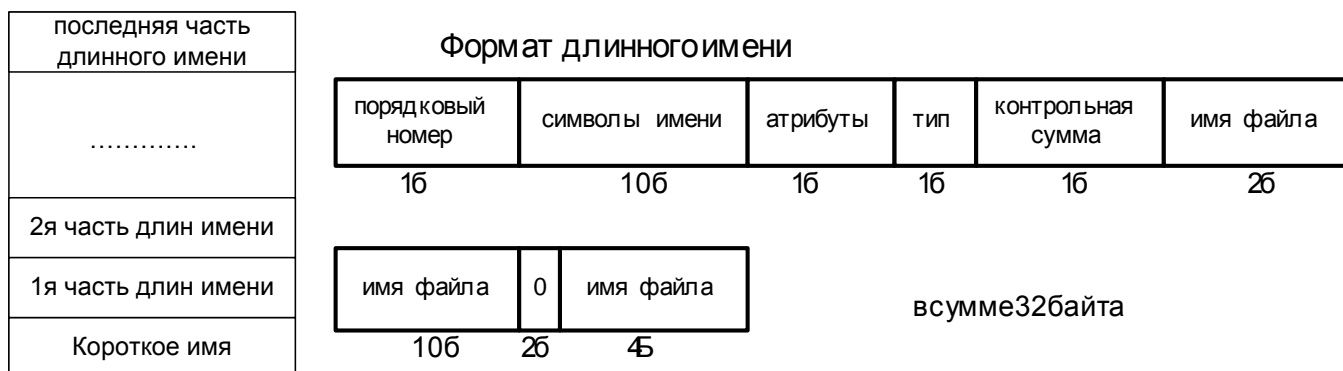 последняя часть
длинного имени
………….
2я часть длин имени
1я часть длин имени
Короткое имя
Формат длинногоимени
порядковый
номер
символы имени
атрибуты
тип
контрольная
сумма
имя файла
1б
10б
1б
1б
1б
2б
имя файла
0
имя файла
10б
2б
4Б
всумме32байта